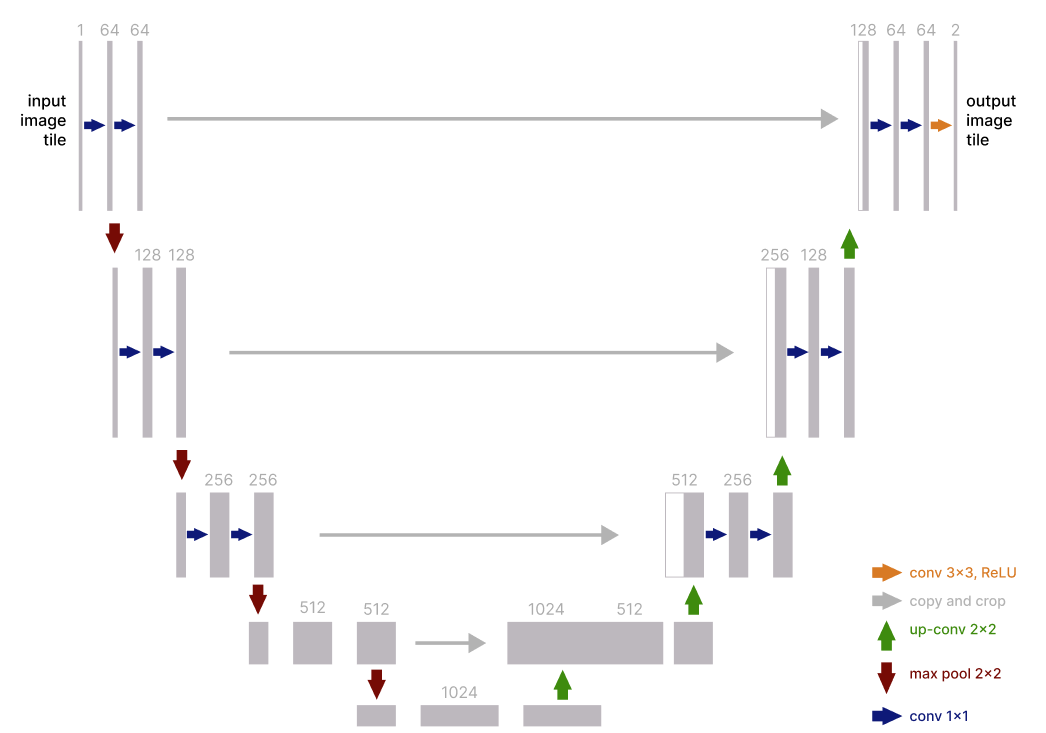 1 64 64
128 64 64 2
input
image
tile
output
image
tile
128 128
256 128
256 256
512 256
512 512
1024 512
1024
conv 3×3, ReLU
copy and crop
up-conv 2×2
max pool 2×2
conv 1×1